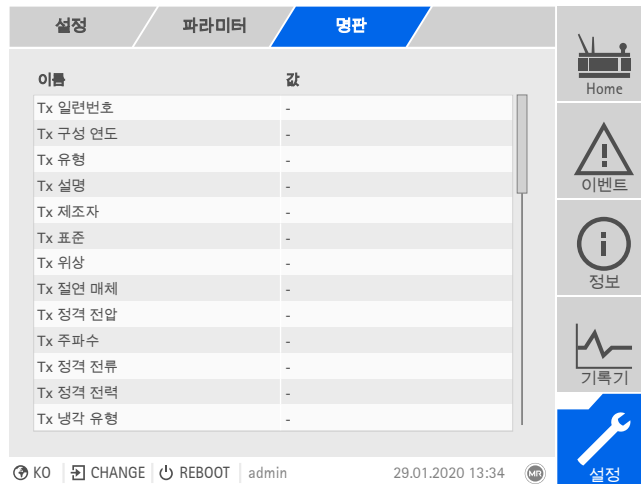 설정 파라미터 명판
이름 값
Tx 일련번호 -
Tx 구성 연도 -
Tx 유형 -
Tx 설명 -
Tx 제조자 -
Tx 표준 -
Tx 위상 -
Tx 절연 매체 -
Tx 정격 전압 -
Tx 주파수 -
Tx 정격 전류 -
Tx 정격 전력 -
Tx 냉각 유형 -
Home
이벤트
정보
기록기
설정
KO CHANGE REBOOT admin 29.01.2020 13:34 MR